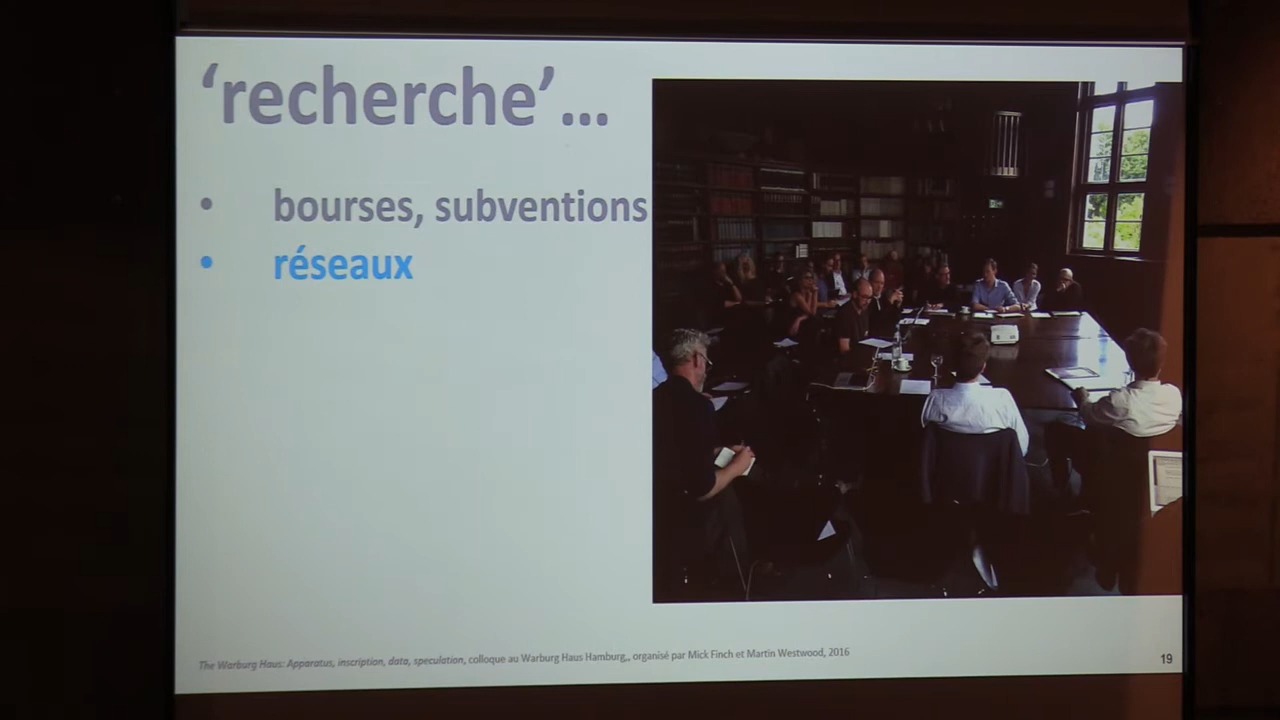 ‘recherche’...
• bourses, subventions
• réseaux
The Warburg Haus: Apparatus, inscription, data, speculation, colloque au Warburg Haus Hamburg,, organisé par Mick Finch et Martin Westwood, 2016
19